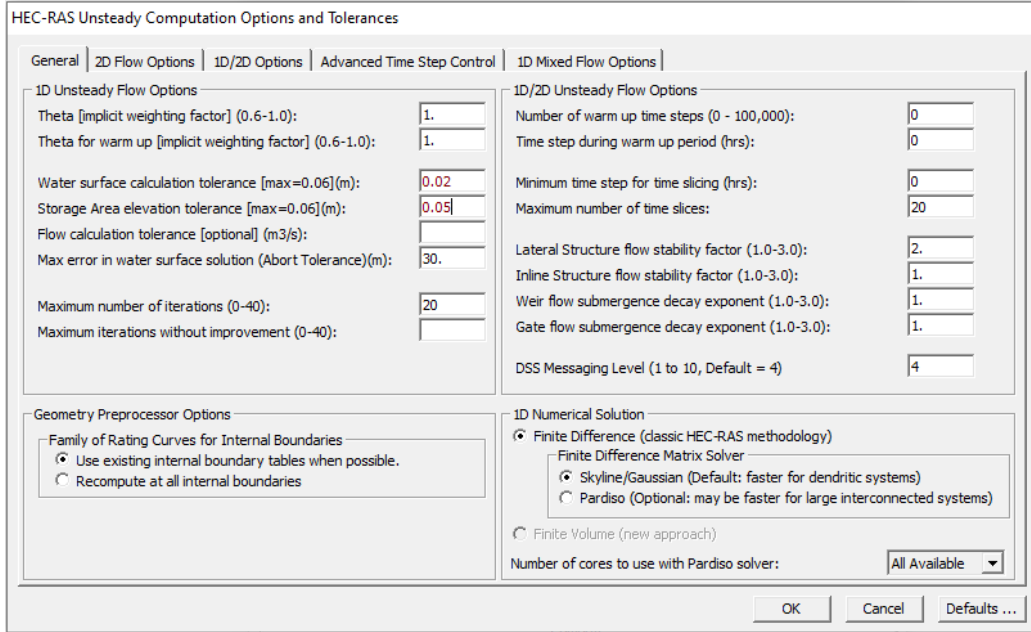 HEC-RAS Unsteady Computation Options and Tolerances
General 2D Flow Options 1D/2D Options Advanced Time Step Control 1D Mixed Flow Options
1D Unsteady Flow Options
Theta [implicit weighting factor] (0.6-1.0): 1.
Theta for warm up [implicit weighting factor] (0.6-1.0): 1.
Water surface calculation tolerance [max=0.06](m): 0.02
Storage Area elevation tolerance [max=0.06](m): 0.05
Flow calculation tolerance [optional] (m3/s):
Max error in water surface solution (Abort Tolerance)(m): 30.
Maximum number of iterations (0-40): 20
Maximum iterations without improvement (0-40):
1D/2D Unsteady Flow Options
Number of warm up time steps (0 - 100,000): 0
Time step during warm up period (hrs): 0
Minimum time step for time slicing (hrs): 0
Maximum number of time slices: 20
Lateral Structure flow stability factor (1.0-3.0): 2.
Inline Structure flow stability factor (1.0-3.0): 1.
Weir flow submergence decay exponent (1.0-3.0): 1.
Gate flow submergence decay exponent (1.0-3.0): 1.
DSS Messaging Level (1 to 10, Default = 4) 4
Geometry Preprocessor Options
Family of Rating Curves for Internal Boundaries
Use existing internal boundary tables when possible.
Recompute at all internal boundaries
1D Numerical Solution
Finite Difference (classic HEC-RAS methodology)
Finite Difference Matrix Solver
Skyline/Gaussian (Default: faster for dendritic systems)
Pardiso (Optional: may be faster for large interconnected systems)
Finite Volume (new approach)
Number of cores to use with Pardiso solver: All Available
OK Cancel Defaults ...